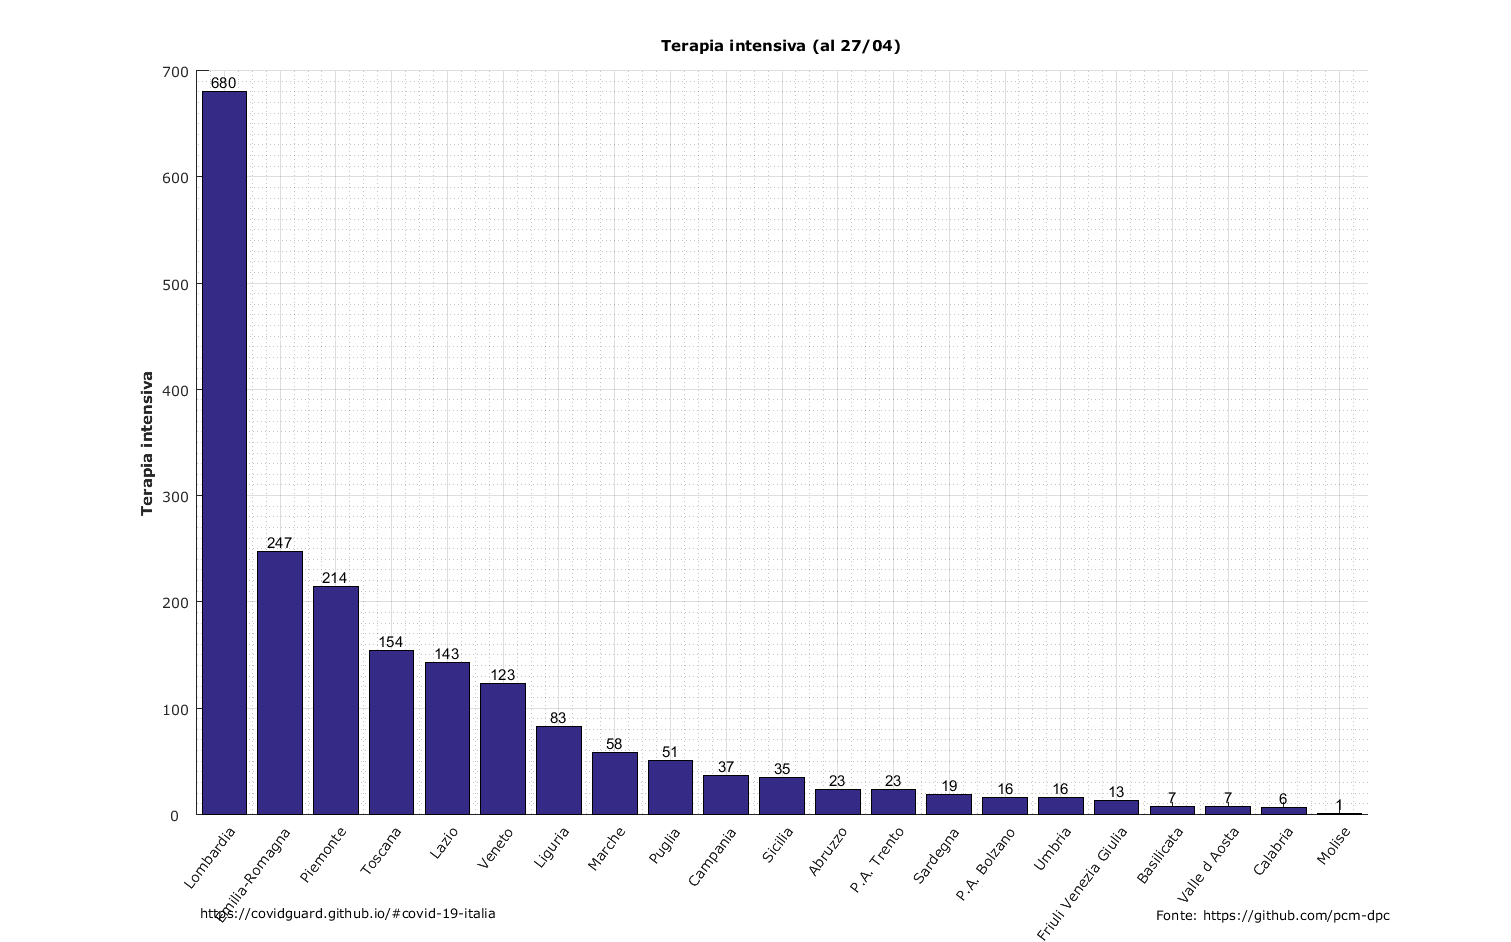 Terapia intensiva (al 27/04)
Terapia intensiva
700
600
500
400
300
200
100
0
680
247
214
154
143
123
83
58
51
37
35
23
23
19
16
16
13
7
7
6
1
Lombardia
Emilia-Romagna
Piemonte
Toscana
Lazio
Veneto
Liguria
Marche
Puglia
Campania
Sicilia
Abruzzo
P.A. Trento
Sardegna
P.A. Bolzano
Umbria
Friuli Venezia Giulia
Basilicata
Valle d Aosta
Calabria
Molise
https://covidguard.github.io/#covid-19-italia
Fonte: https://github.com/pcm-dpc